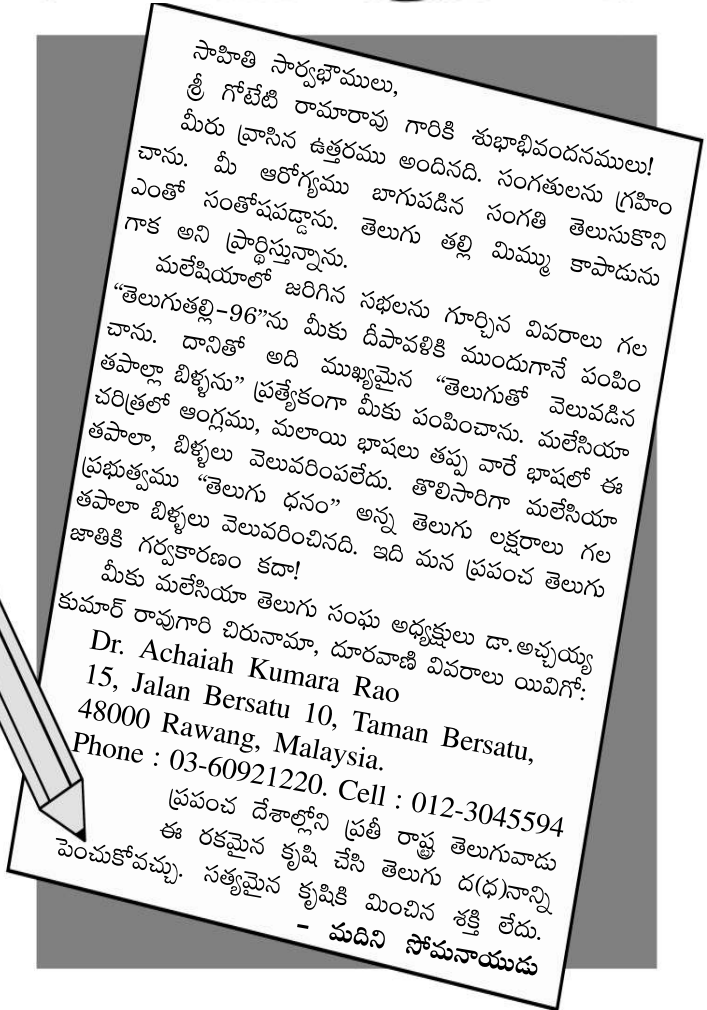 సాహితి సార్వభౌములు,
శ్రీ గోటేటి రామారావు గారికి శుభాభివందనములు!
మీరు వ్రాసిన ఉత్తరము అందినది. సంగతులను గ్రహిం
చాను. మీ ఆరోగ్యము బాగుపడిన సంగతి తెలుసుకొని
ఎంతో సంతోషపడ్డాను. తెలుగు తల్లి మిమ్ము కాపాడును
గాక అని ప్రార్థిస్తున్నాను.
మలేషియాలో జరిగిన సభలను గూర్చిన వివరాలు గల
“తెలుగుతల్లి-96”ను మీకు దీపావళికి ముందుగానే పంపిం
చాను. దానితో అది ముఖ్యమైన “తెలుగుతో వెలువడిన
తపాల్లా బిళ్ళను” ప్రత్యేకంగా మీకు పంపించాను. మలేసియా
చరిత్రలో ఆంగ్లము, మలాయి భాషలు తప్ప వారే భాషలో ఈ
తపాలా, బిళ్ళలు వెలువరింపలేదు. తొలిసారిగా మలేసియా
ప్రభుత్వము “తెలుగు ధనం” అన్న తెలుగు లక్షరాలు గల
తపాలా బిళ్ళలు వెలువరించినది. ఇది మన ప్రపంచ తెలుగు
జాతికి గర్వకారణం కదా!
మీకు మలేసియా తెలుగు సంఘ అధ్యక్షులు డా.అచ్చయ్య
కుమార్ రావుగారి చిరునామా, దూరవాణి వివరాలు యివిగో:
Dr. Achaiah Kumara Rao
15, Jalan Bersatu 10, Taman Bersatu,
48000 Rawang, Malaysia.
Phone : 03-60921220. Cell : 012-3045594
ప్రపంచ దేశాల్లోని ప్రతీ రాష్ట్ర తెలుగువాడు
ఈ రకమైన కృషి చేసి తెలుగు ద(ధ)నాన్ని
పెంచుకోవచ్చు. సత్యమైన కృషికి మించిన శక్తి లేదు.
- మదిని సోమనాయుడు